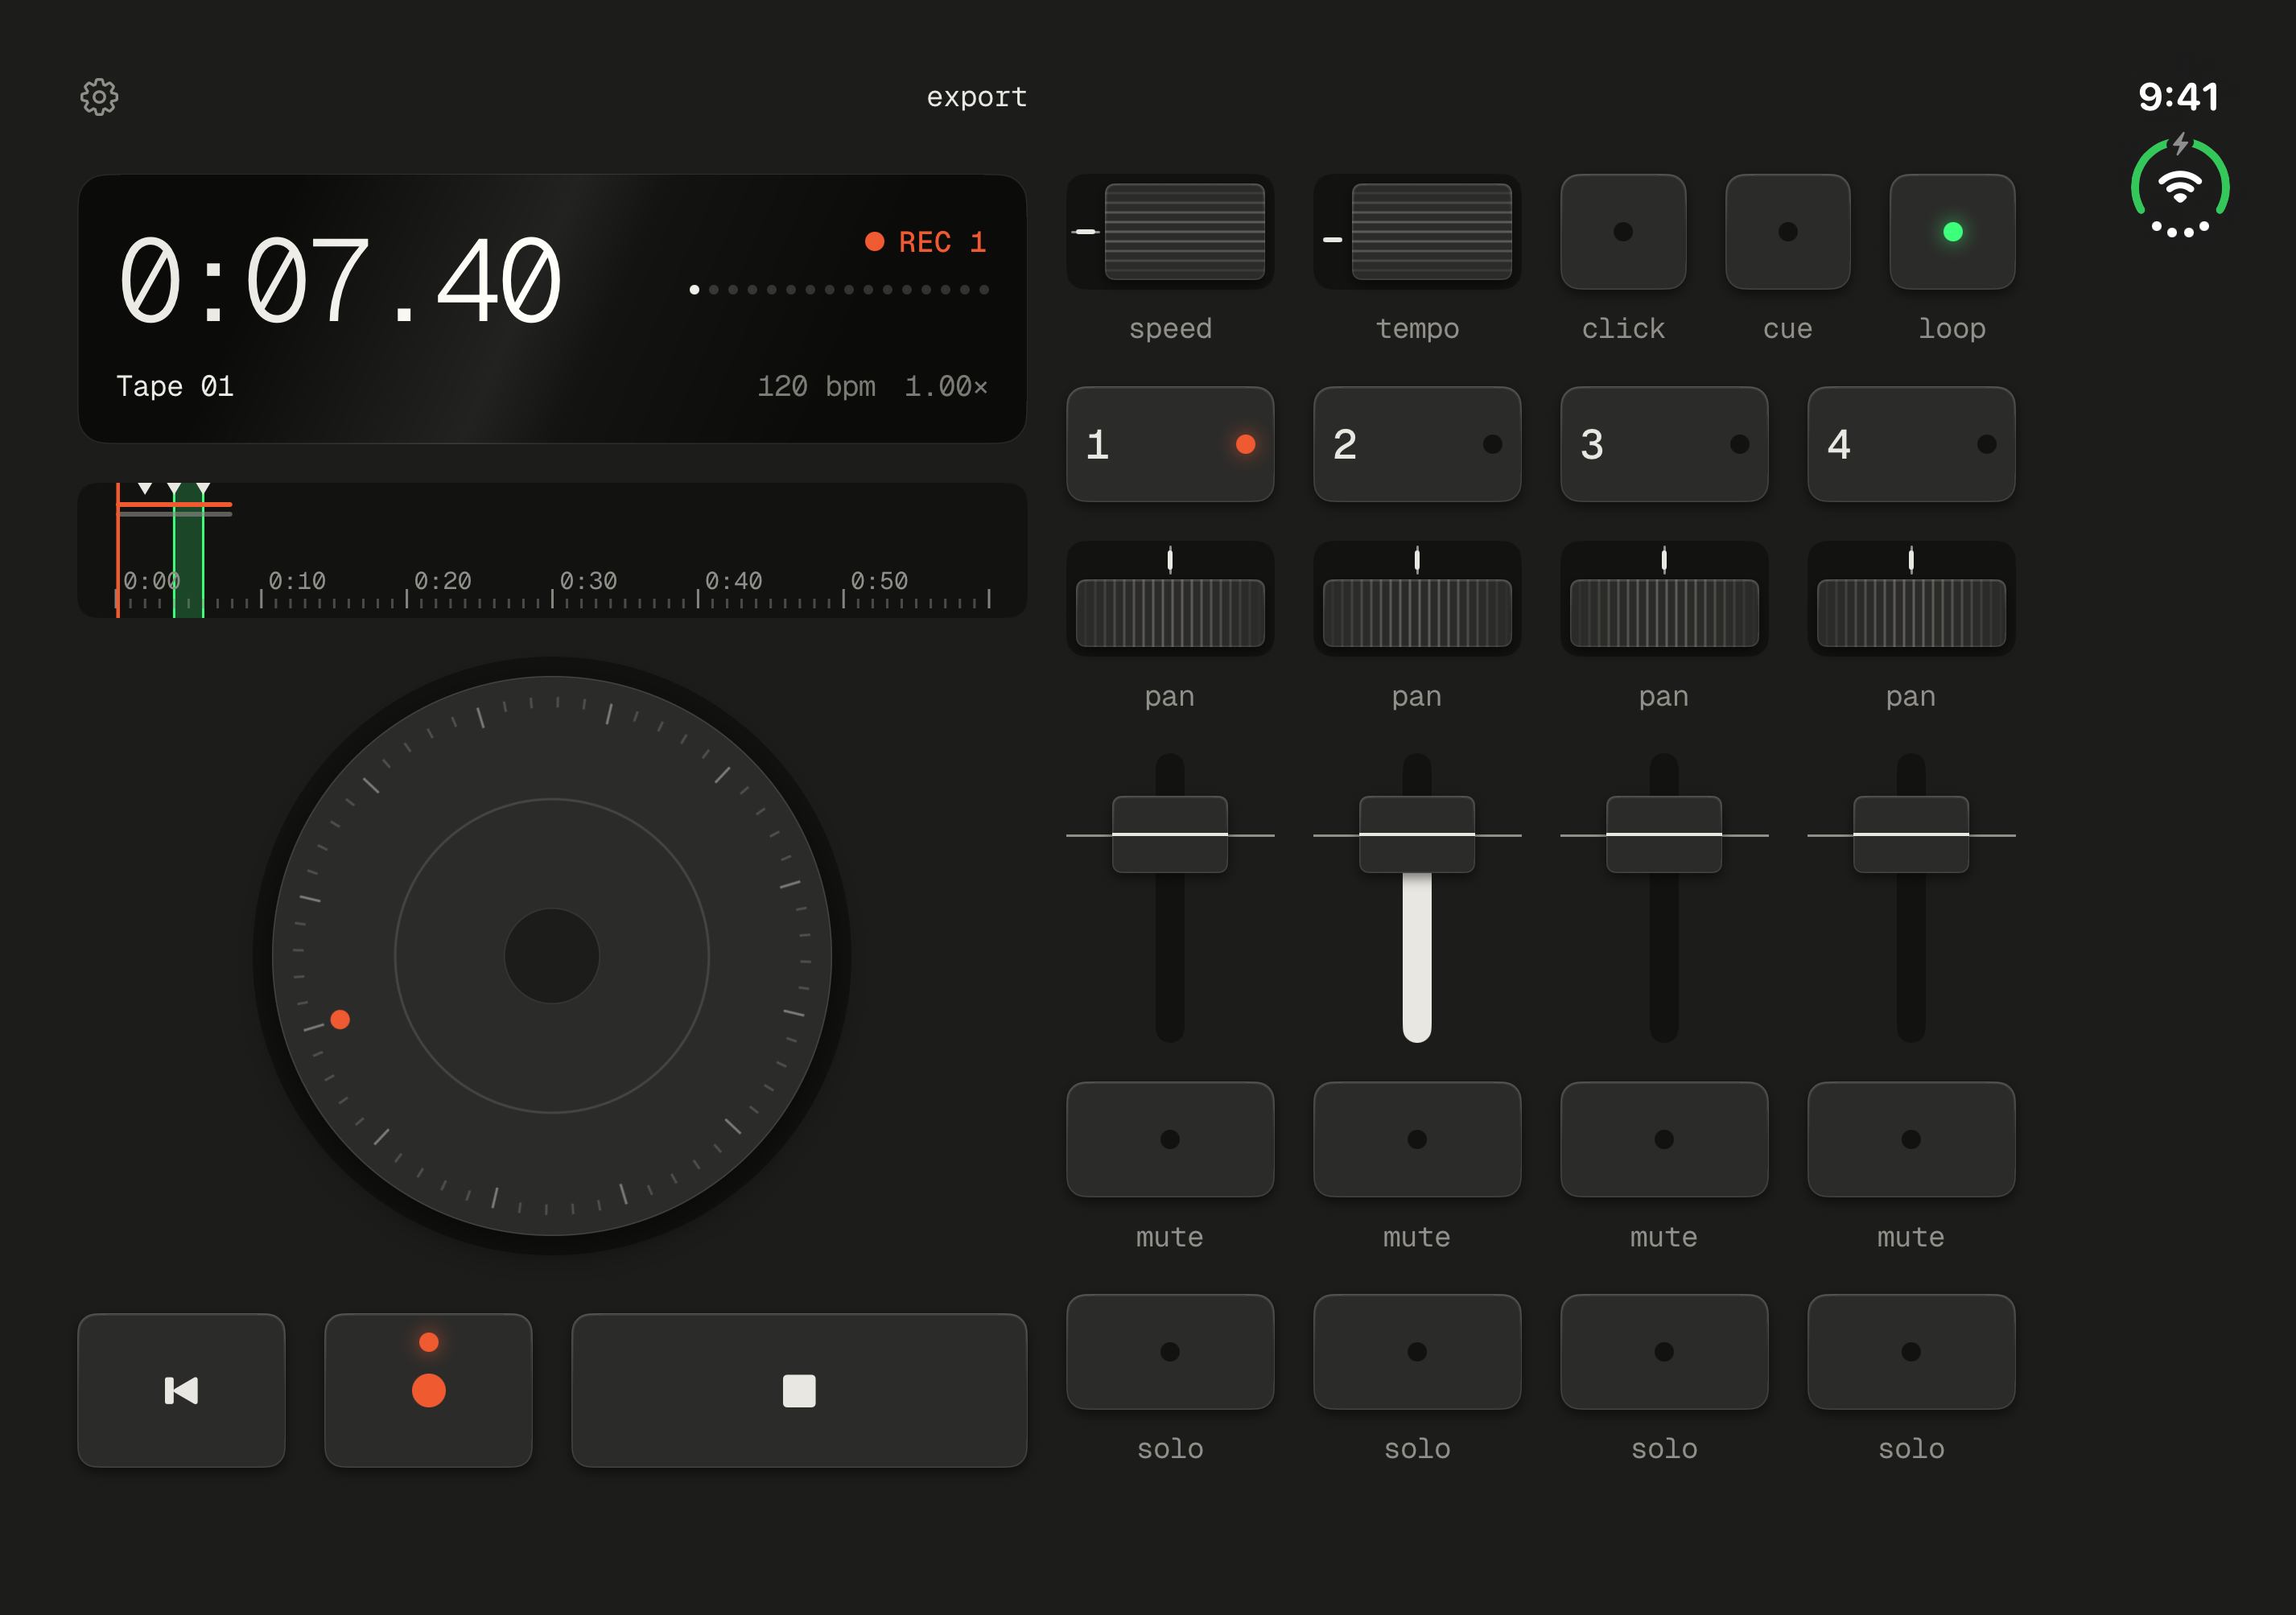 export
9:41
0:07.40
REC 1
Tape 01
120 bpm 1.00×
0:00 0:10 0:20 0:30 0:40 0:50
speed tempo click cue loop
1 2 3 4
pan pan pan pan
mute mute mute mute
solo solo solo solo